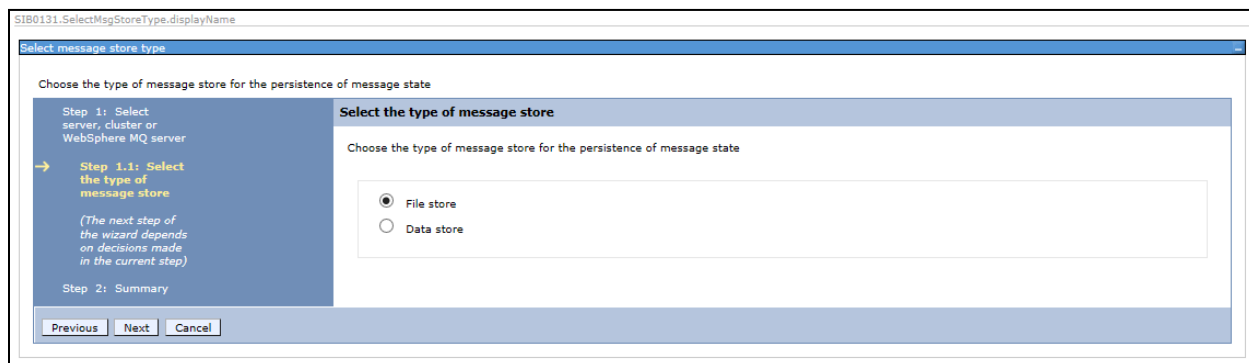 SIB0131.SelectMsgStoreType.displayName
Select message store type
Choose the type of message store for the persistence of message state
Step 1: Select
server, cluster or
WebSphere MQ server
Step 1.1: Select
the type of
message store
(The next step of
the wizard depends
on decisions made
in the current step)
Step 2: Summary
Select the type of message store
Choose the type of message store for the persistence of message state
File store
Data store
Previous Next Cancel